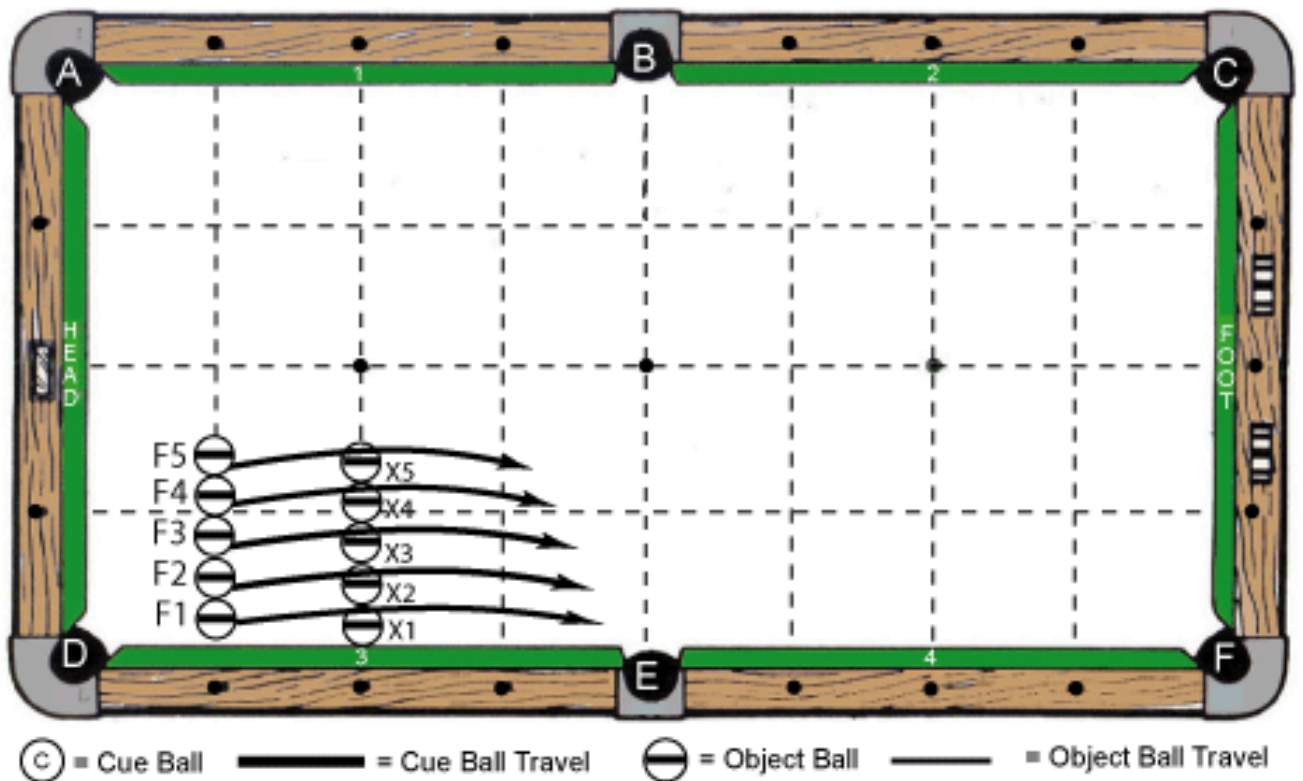 A B C
1 2
HEAD
FOOT
F5
X5
F4
X4
F3
X3
F2
X2
F1
X1
D E F
3 4
C = Cue Ball = Cue Ball Travel = Object Ball = Object Ball Travel